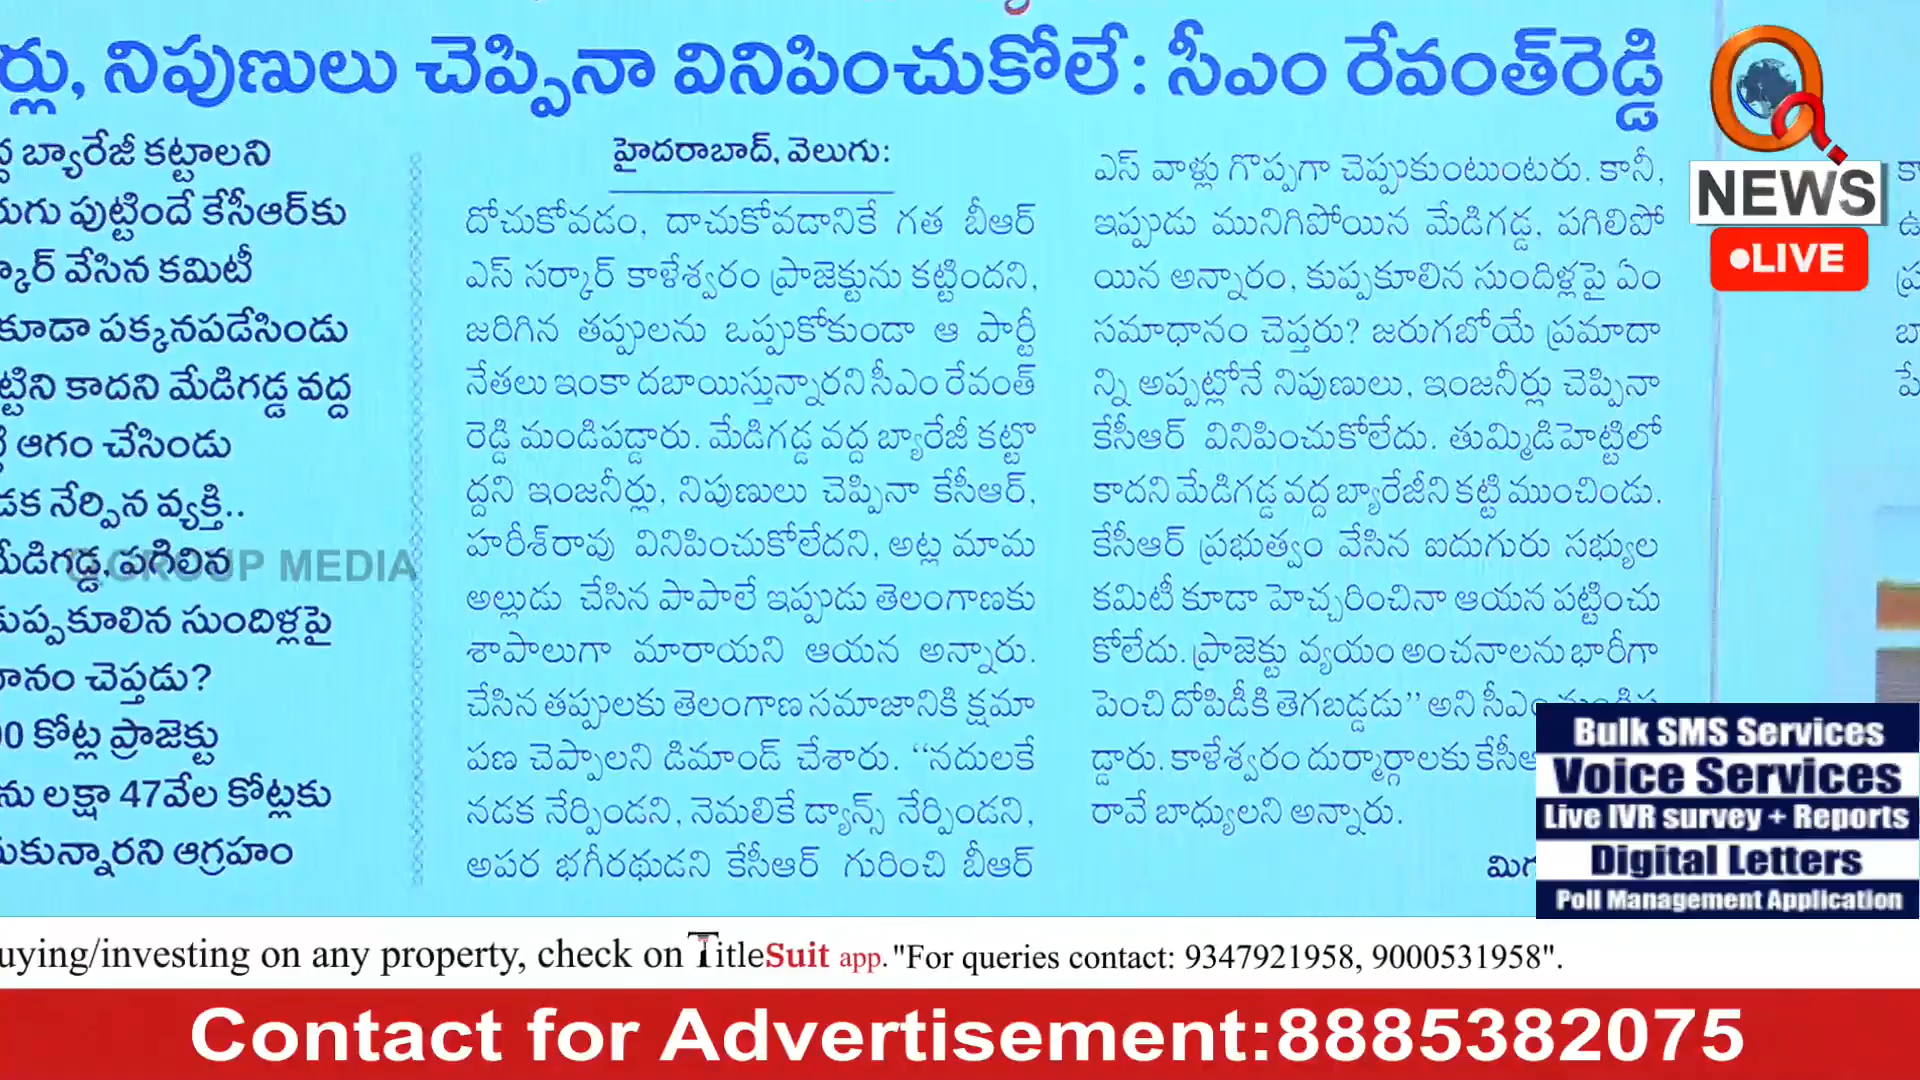 ర్లు, నిపుణులు చెప్పినా వినిపించుకోలే: సీఎం రేవంత్‌రెడ్డి
బ్యారేజీ కట్టాలని
పుట్టిందే కేసీఆర్‌కు
వేసిన కమిటీ
కూడా పక్కనపడేసిండు
కాదని మేడిగడ్డ వద్ద
ఆగం చేసిండు
నేర్పిన వ్యక్తి..
మేడిగడ్డ, పగిలిన
కుప్పకూలిన సుందిళ్లపై
చెప్తడు?
కోట్ల ప్రాజెక్టు
లక్షా 47వేల కోట్లకు
ఆగ్రహం
హైదరాబాద్, వెలుగు:
దోచుకోవడం, దాచుకోవడానికే గత బీఆర్
ఎస్ సర్కార్ కాళేశ్వరం ప్రాజెక్టును కట్టిందని,
జరిగిన తప్పులను ఒప్పుకోకుండా ఆ పార్టీ
నేతలు ఇంకా దబాయిస్తున్నారని సీఎం రేవంత్
రెడ్డి మండిపడ్డారు. మేడిగడ్డ వద్ద బ్యారేజీ కట్టొ
ద్దని ఇంజనీర్లు, నిపుణులు చెప్పినా కేసీఆర్,
హరీశ్‌రావు వినిపించుకోలేదని, అట్ల మామ
అల్లుడు చేసిన పాపాలే ఇప్పుడు తెలంగాణకు
శాపాలుగా మారాయని ఆయన అన్నారు.
చేసిన తప్పులకు తెలంగాణ సమాజానికి క్షమా
పణ చెప్పాలని డిమాండ్ చేశారు. ‘‘నదులకే
నడక నేర్పిండని, నెమలికే డ్యాన్స్ నేర్పిండని,
అపర భగీరథుడని కేసీఆర్ గురించి బీఆర్
ఎస్ వాళ్లు గొప్పగా చెప్పుకుంటుంటరు. కానీ,
ఇప్పుడు మునిగిపోయిన మేడిగడ్డ, పగిలిపో
యిన అన్నారం, కుప్పకూలిన సుందిళ్లపై ఏం
సమాధానం చెప్తరు? జరుగబోయే ప్రమాదా
న్ని అప్పట్లోనే నిపుణులు, ఇంజనీర్లు చెప్పినా
కేసీఆర్ వినిపించుకోలేదు. తుమ్మిడిహెట్టిలో
కాదని మేడిగడ్డ వద్ద బ్యారేజీని కట్టి ముంచిండు.
కేసీఆర్ ప్రభుత్వం వేసిన ఐదుగురు సభ్యుల
కమిటీ కూడా హెచ్చరించినా ఆయన పట్టించు
కోలేదు. ప్రాజెక్టు వ్యయం అంచనాలను భారీగా
పెంచి దోపిడీకి తెగబడ్డడు’’ అని సీఎం
డ్డారు. కాళేశ్వరం దుర్మార్గాలకు
రావే బాధ్యులని అన్నారు.
Q
NEWS
LIVE
Q GROUP MEDIA
Bulk SMS Services
Voice Services
Live IVR survey + Reports
Digital Letters
Poll Management Application
uying/investing on any property, check on TitleSuit app. "For queries contact: 9347921958, 9000531958".
Contact for Advertisement:8885382075